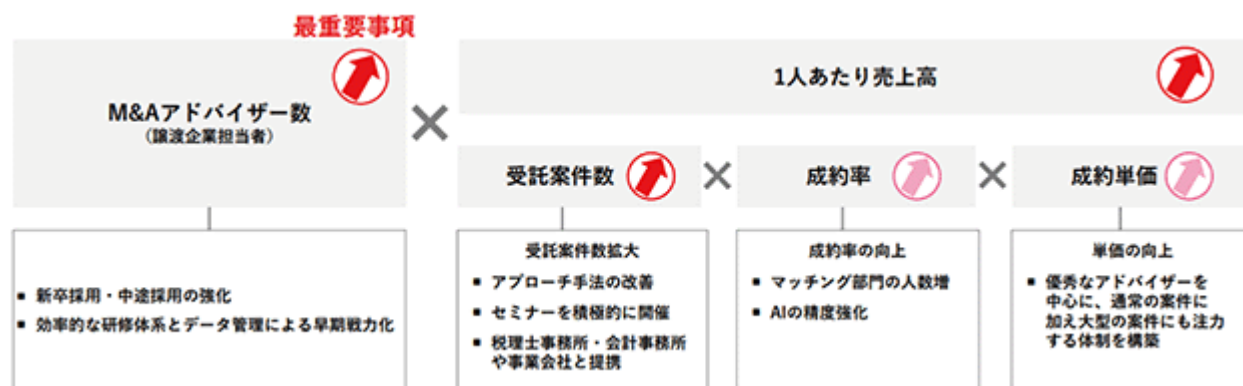 最重要事項
M&Aアドバイザー数
（譲渡企業担当者）
×
1人あたり売上高
受託案件数
×
成約率
×
成約単価
■ 新卒採用・中途採用の強化
■ 効率的な研修体系とデータ管理による早期戦力化
受託案件数拡大
■ アプローチ手法の改善
■ セミナーを積極的に開催
■ 税理士事務所・会計事務所
や事業会社と提携
成約率の向上
■ マッチング部門の人数増
■ AIの精度強化
単価の向上
■ 優秀なアドバイザーを
中心に、通常の案件に
加え大型の案件にも注力
する体制を構築